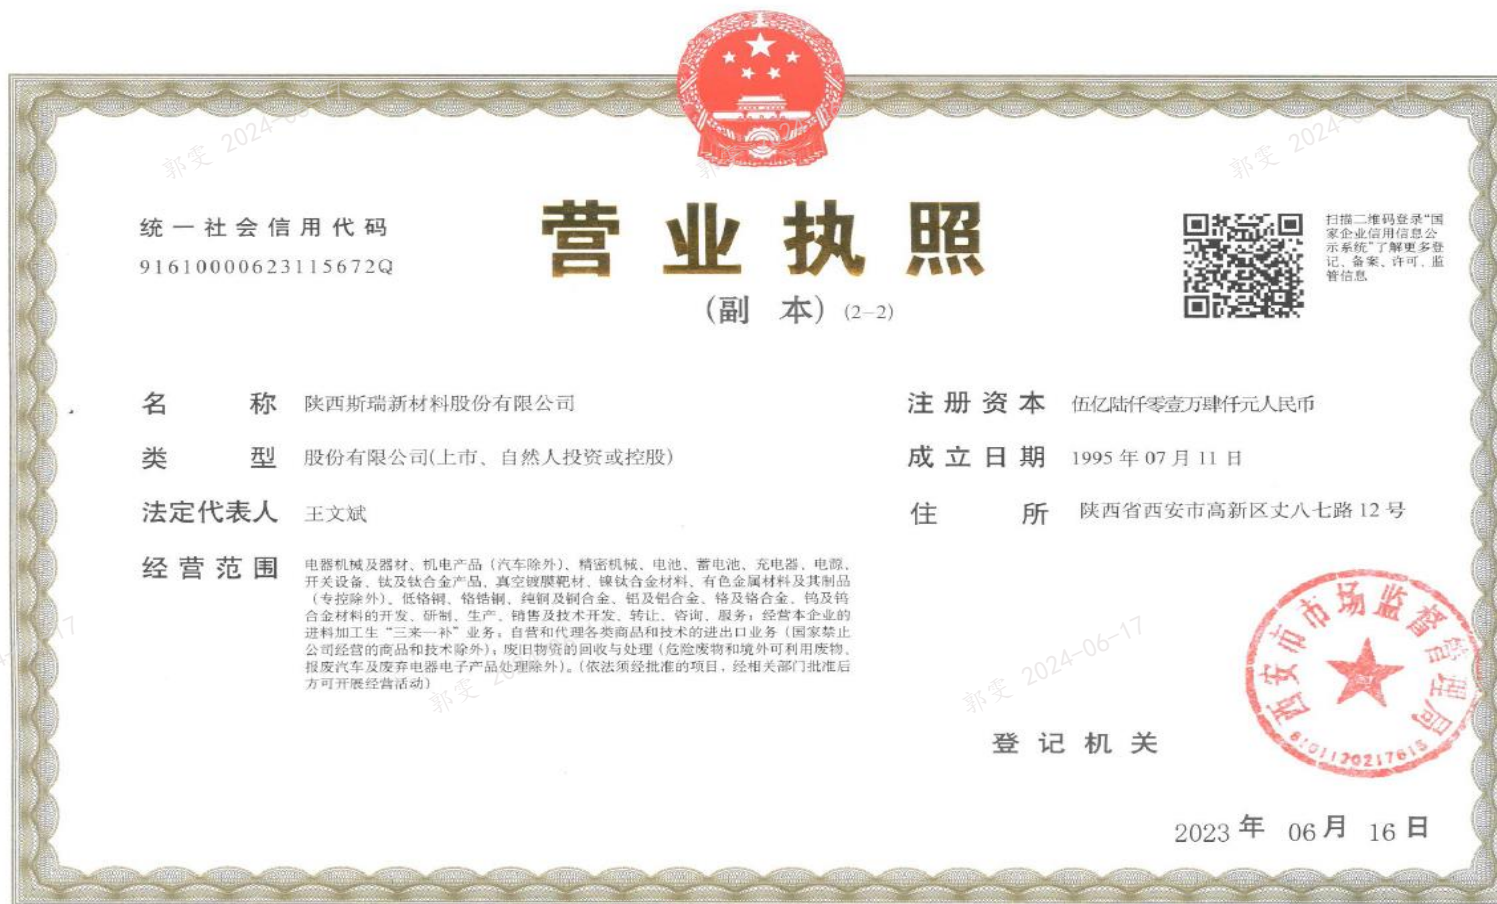 统一社会信用代码
91610000623115672Q
营业执照
(副 本) (2-2)
扫描二维码登录“国
家企业信用信息公
示系统”了解更多登
记、备案、许可、监
管信息
名 称 陕西斯瑞新材料股份有限公司
类 型 股份有限公司(上市、自然人投资或控股)
法定代表人 王文斌
经营范围
电器机械及器材、机电产品（汽车除外）、精密机械、电池、蓄电池、充电器、电源、
开关设备、钛及钛合金产品、真空镀膜靶材、镍钛合金材料、有色金属材料及其制品
（专控除外）、低铬铜、铬锆铜、纯铜及铜合金、铝及铝合金、铬及铬合金、钨及钨
合金材料的开发、研制、生产、销售及技术开发、转让、咨询、服务；经营本企业的
进料加工生“三来一补”业务；自营和代理各类商品和技术的进出口业务（国家禁止
公司经营的商品和技术除外）；废旧物资的回收与处理（危险废物和境外可利用废物、
报废汽车及废弃电器电子产品处理除外）。（依法须经批准的项目，经相关部门批准后
方可开展经营活动）
注册资本 伍亿陆仟零壹万肆仟元人民币
成立日期 1995年07月11日
住 所 陕西省西安市高新区丈八七路12号
登记机关
西安市市场监督管理局
6101120217615
2023年 06月 16日
郭雯 2024-06-17